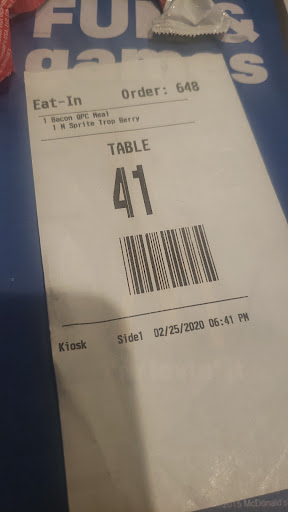 FUN &
games
Eat-In Order: 648
1 Bacon QPC Meal
1 M Sprite Trop Berry
TABLE
41
Kiosk Side1 02/25/2020 06:41 PM
McDonald's